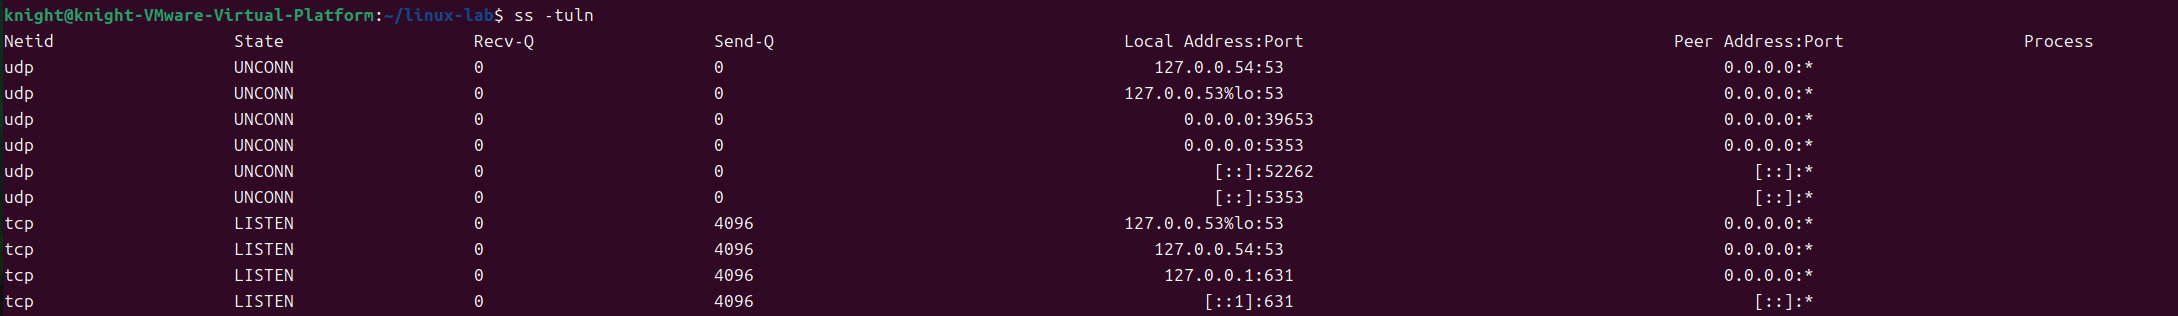 knight@knight-VMware-Virtual-Platform:~/linux-lab$ ss -tuln
Netid State Recv-Q Send-Q Local Address:Port Peer Address:Port Process
udp UNCONN 0 0 127.0.0.54:53 0.0.0.0:*
udp UNCONN 0 0 127.0.0.53%lo:53 0.0.0.0:*
udp UNCONN 0 0 0.0.0.0:39653 0.0.0.0:*
udp UNCONN 0 0 0.0.0.0:5353 0.0.0.0:*
udp UNCONN 0 0 [::]:52262 [::]:*
udp UNCONN 0 0 [::]:5353 [::]:*
tcp LISTEN 0 4096 127.0.0.53%lo:53 0.0.0.0:*
tcp LISTEN 0 4096 127.0.0.54:53 0.0.0.0:*
tcp LISTEN 0 4096 127.0.0.1:631 0.0.0.0:*
tcp LISTEN 0 4096 [::1]:631 [::]:*